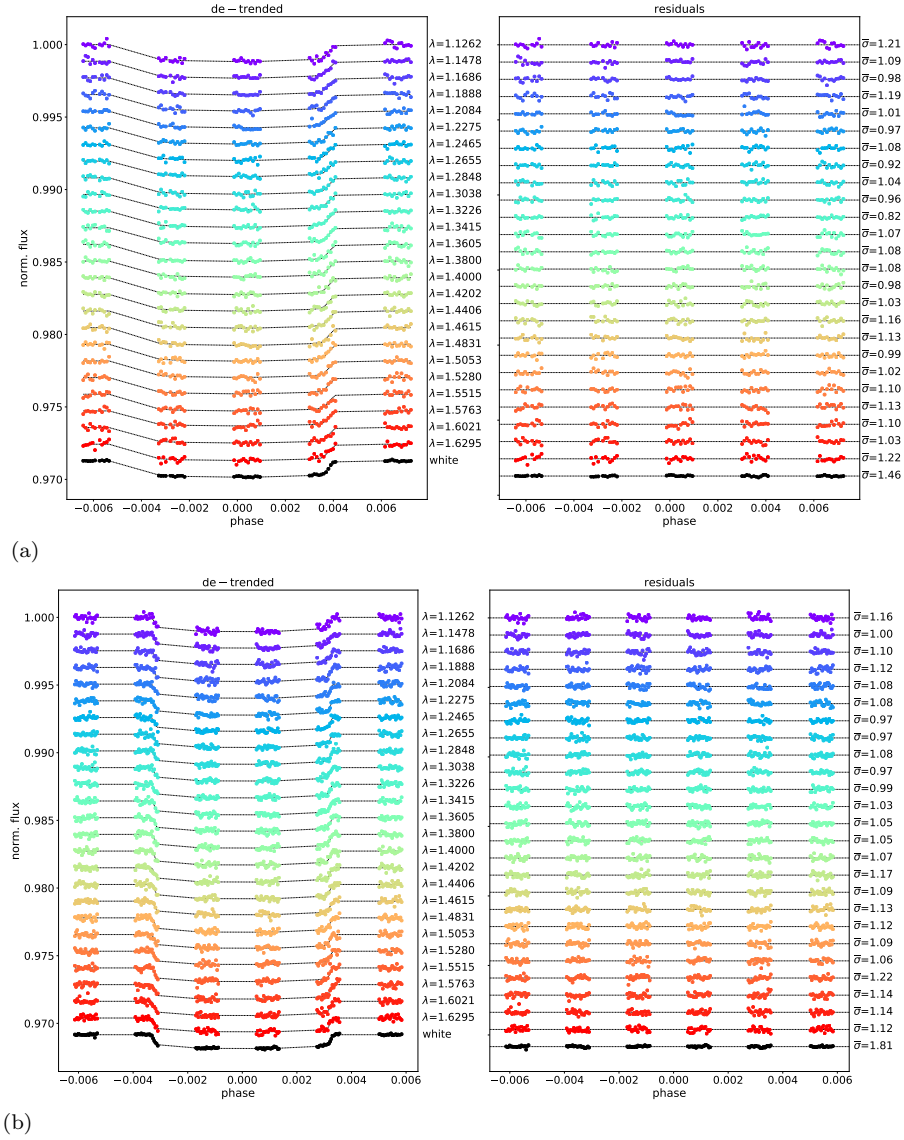 de − trended
residuals
1.000
0.995
0.990
0.985
0.980
0.975
0.970
norm. flux
λ=1.1262
λ=1.1478
λ=1.1686
λ=1.1888
λ=1.2084
λ=1.2275
λ=1.2465
λ=1.2655
λ=1.2848
λ=1.3038
λ=1.3226
λ=1.3415
λ=1.3605
λ=1.3800
λ=1.4000
λ=1.4202
λ=1.4406
λ=1.4615
λ=1.4831
λ=1.5053
λ=1.5280
λ=1.5515
λ=1.5763
λ=1.6021
λ=1.6295
white
σ̅=1.21
σ̅=1.09
σ̅=0.98
σ̅=1.19
σ̅=1.01
σ̅=0.97
σ̅=1.08
σ̅=0.92
σ̅=1.04
σ̅=0.96
σ̅=0.82
σ̅=1.07
σ̅=1.08
σ̅=1.08
σ̅=0.98
σ̅=1.03
σ̅=1.16
σ̅=1.13
σ̅=0.99
σ̅=1.02
σ̅=1.10
σ̅=1.13
σ̅=1.10
σ̅=1.03
σ̅=1.22
σ̅=1.46
−0.006 −0.004 −0.002 0.000 0.002 0.004 0.006
phase
−0.006 −0.004 −0.002 0.000 0.002 0.004 0.006
phase
(a)
de − trended
residuals
1.000
0.995
0.990
0.985
0.980
0.975
0.970
norm. flux
λ=1.1262
λ=1.1478
λ=1.1686
λ=1.1888
λ=1.2084
λ=1.2275
λ=1.2465
λ=1.2655
λ=1.2848
λ=1.3038
λ=1.3226
λ=1.3415
λ=1.3605
λ=1.3800
λ=1.4000
λ=1.4202
λ=1.4406
λ=1.4615
λ=1.4831
λ=1.5053
λ=1.5280
λ=1.5515
λ=1.5763
λ=1.6021
λ=1.6295
white
σ̅=1.16
σ̅=1.00
σ̅=1.10
σ̅=1.12
σ̅=1.08
σ̅=1.08
σ̅=0.97
σ̅=0.97
σ̅=1.08
σ̅=0.97
σ̅=0.99
σ̅=1.03
σ̅=1.05
σ̅=1.05
σ̅=1.07
σ̅=1.17
σ̅=1.09
σ̅=1.13
σ̅=1.12
σ̅=1.09
σ̅=1.06
σ̅=1.22
σ̅=1.14
σ̅=1.14
σ̅=1.12
σ̅=1.81
−0.006 −0.004 −0.002 0.000 0.002 0.004 0.006
phase
−0.006 −0.004 −0.002 0.000 0.002 0.004 0.006
phase
(b)